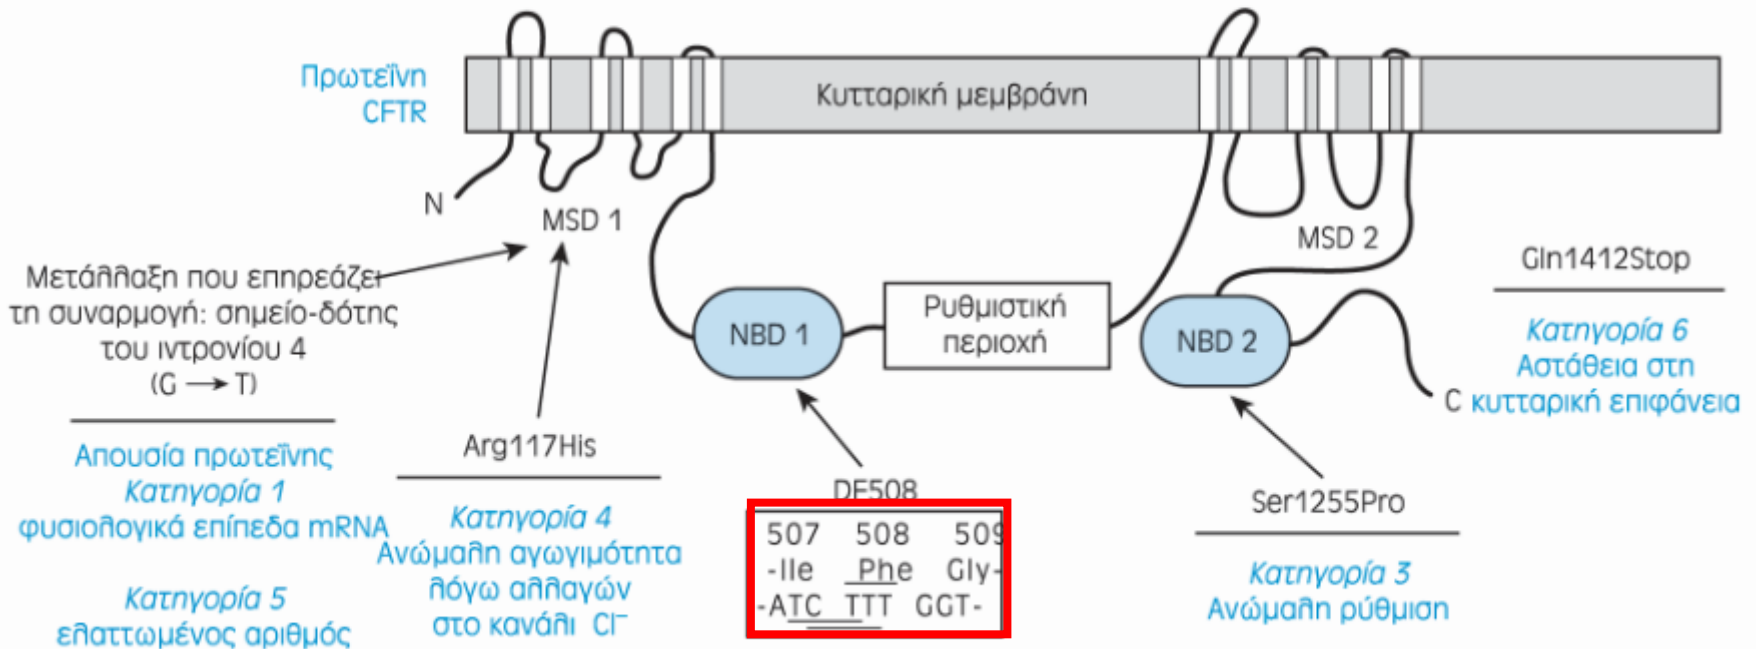 Πρωτεΐνη
CFTR
Κυτταρική μεμβράνη
N
MSD 1
MSD 2
Μετάλλαξη που επηρεάζει
τη συναρμογή: σημείο-δότης
του ιντρονίου 4
(G → T)
NBD 1
Ρυθμιστική
περιοχή
NBD 2
C
Gln1412Stop
Κατηγορία 6
Αστάθεια στη
κυτταρική επιφάνεια
Απουσία πρωτεΐνης
Κατηγορία 1
φυσιολογικά επίπεδα mRNA
Κατηγορία 5
ελαττωμένος αριθμός
Arg117His
Κατηγορία 4
Ανώμαλη αγωγιμότητα
λόγω αλλαγών
στο κανάλι Cl⁻
DF508
507 508 509
-Ile Phe Gly-
-ATC TTT GGT-
Ser1255Pro
Κατηγορία 3
Ανώμαλη ρύθμιση